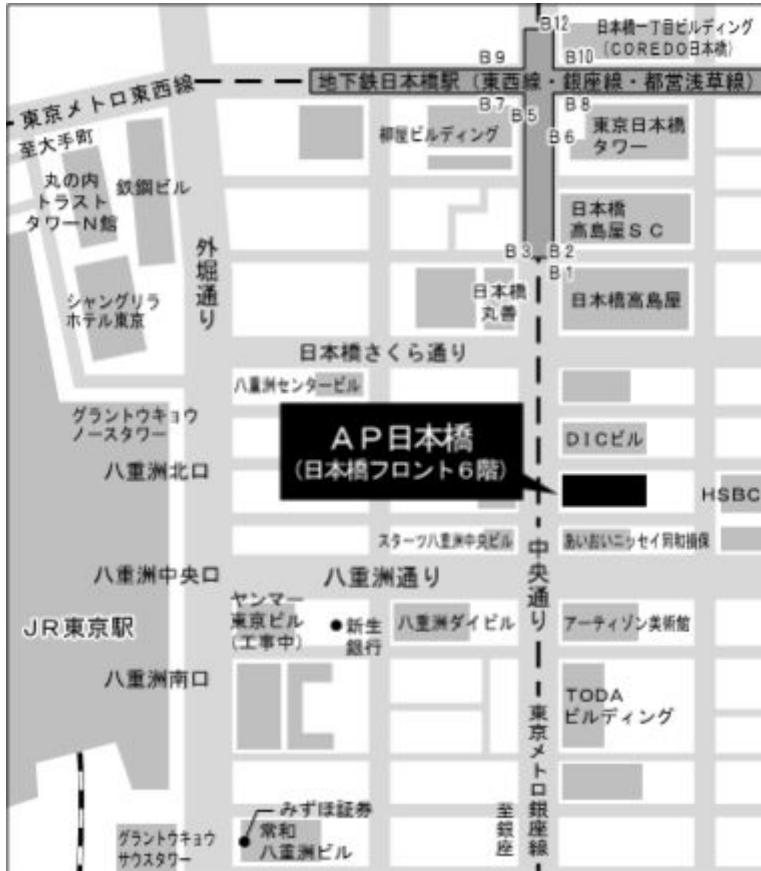 B12
日本橋一丁目ビルディング
(COREDO日本橋)
B9
B10
地下鉄日本橋駅(東西線・銀座線・都営浅草線)
東京メトロ東西線
至大手町
B7
B5
B8
B6
柳屋ビルディング
東京日本橋
タワー
丸の内
トラスト
タワーN館
鉄鋼ビル
日本橋
高島屋SC
外堀通り
B3
B2
B1
シャングリラ
ホテル東京
日本橋
丸善
日本橋高島屋
日本橋さくら通り
八重洲センタービル
グラントウキョウ
ノースタワー
AP日本橋
(日本橋フロント6階)
DICビル
八重洲北口
HSBC
スターツ八重洲中央ビル
中央通り
あいおいニッセイ同和損保
八重洲中央口
八重洲通り
JR東京駅
ヤンマー
東京ビル
(工事中)
新生
銀行
八重洲ダイビル
アーティゾン美術館
八重洲南口
TODA
ビルディング
東京メトロ銀座線
至銀座
みずほ証券
常和
八重洲ビル
グラントウキョウ
サウスタワー